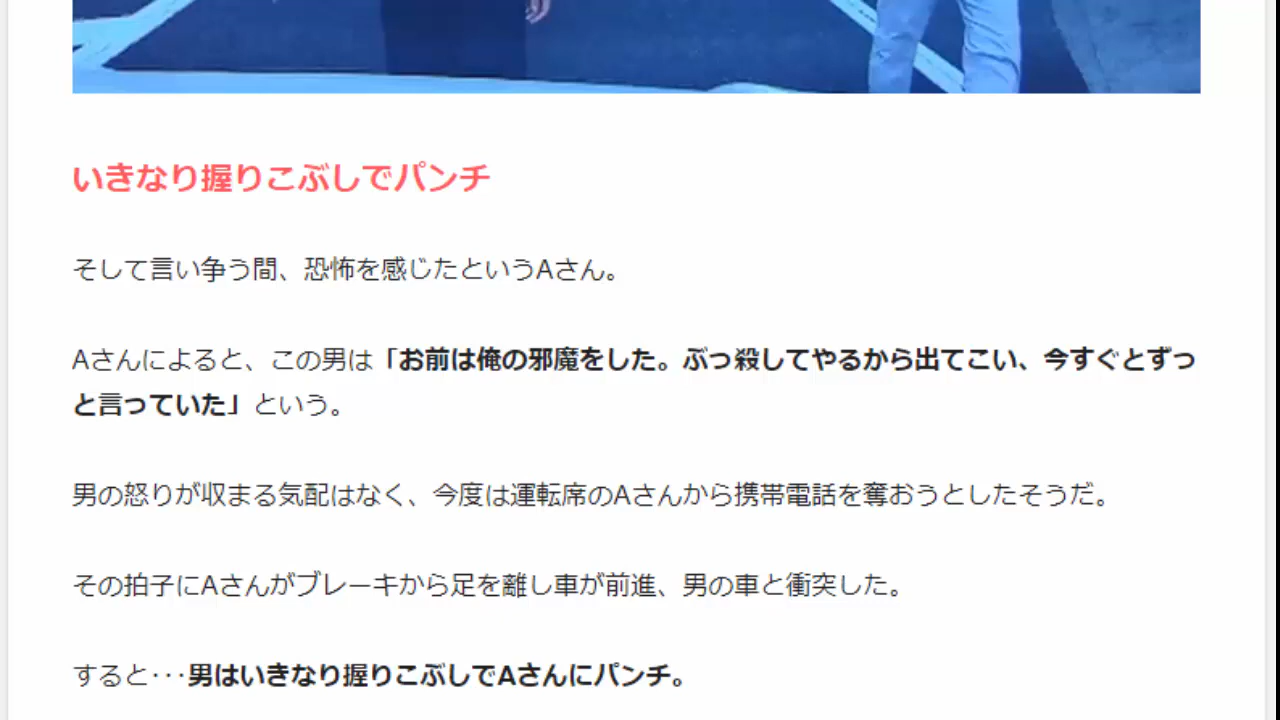 いきなり握りこぶしでパンチ
そして言い争う間、恐怖を感じたというAさん。
Aさんによると、この男は「お前は俺の邪魔をした。ぶっ殺してやるから出てこい、今すぐとずっ
と言っていた」という。
男の怒りが収まる気配はなく、今度は運転席のAさんから携帯電話を奪おうとしたそうだ。
その拍子にAさんがブレーキから足を離し車が前進、男の車と衝突した。
すると･･･男はいきなり握りこぶしでAさんにパンチ。